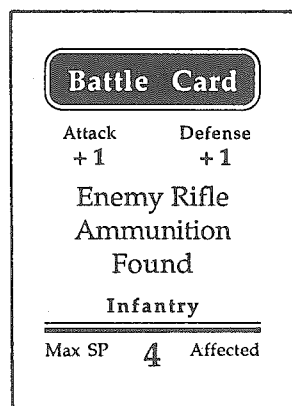 Battle Card
Attack Defense
+1 +1
Enemy Rifle
Ammunition
Found
Infantry
Max SP 4 Affected